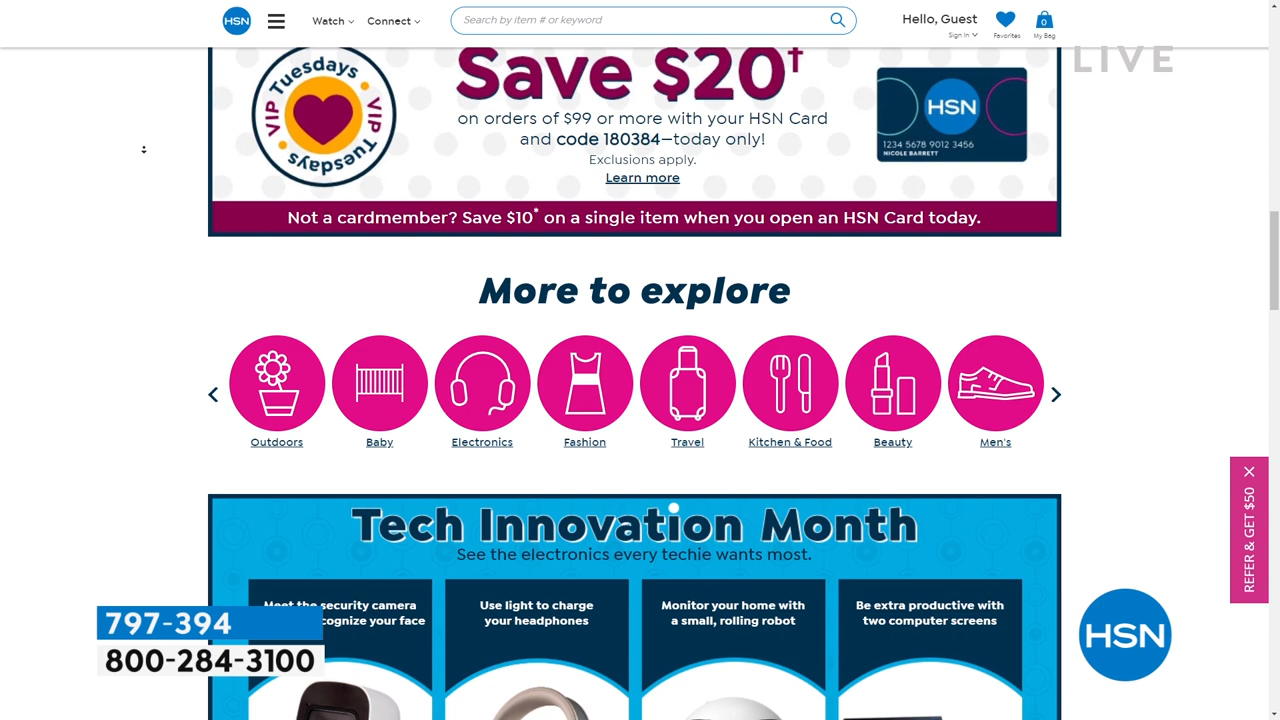 HSN
Watch
Connect
Search by item # or keyword
Hello, Guest
Sign In
Favorites
0
My Bag
LIVE
VIP Tuesdays • VIP Tuesdays •
Save $20†
on orders of $99 or more with your HSN Card
and code 180384—today only!
Exclusions apply.
Learn more
HSN
1234 5678 9012 3456
NICOLE BARRETT
Not a cardmember? Save $10* on a single item when you open an HSN Card today.
More to explore
Outdoors
Baby
Electronics
Fashion
Travel
Kitchen & Food
Beauty
Men's
REFER & GET $50
Tech Innovation Month
See the electronics every techie wants most.
Meet the security camera
cognize your face
Use light to charge
your headphones
Monitor your home with
a small, rolling robot
Be extra productive with
two computer screens
797-394
800-284-3100
HSN